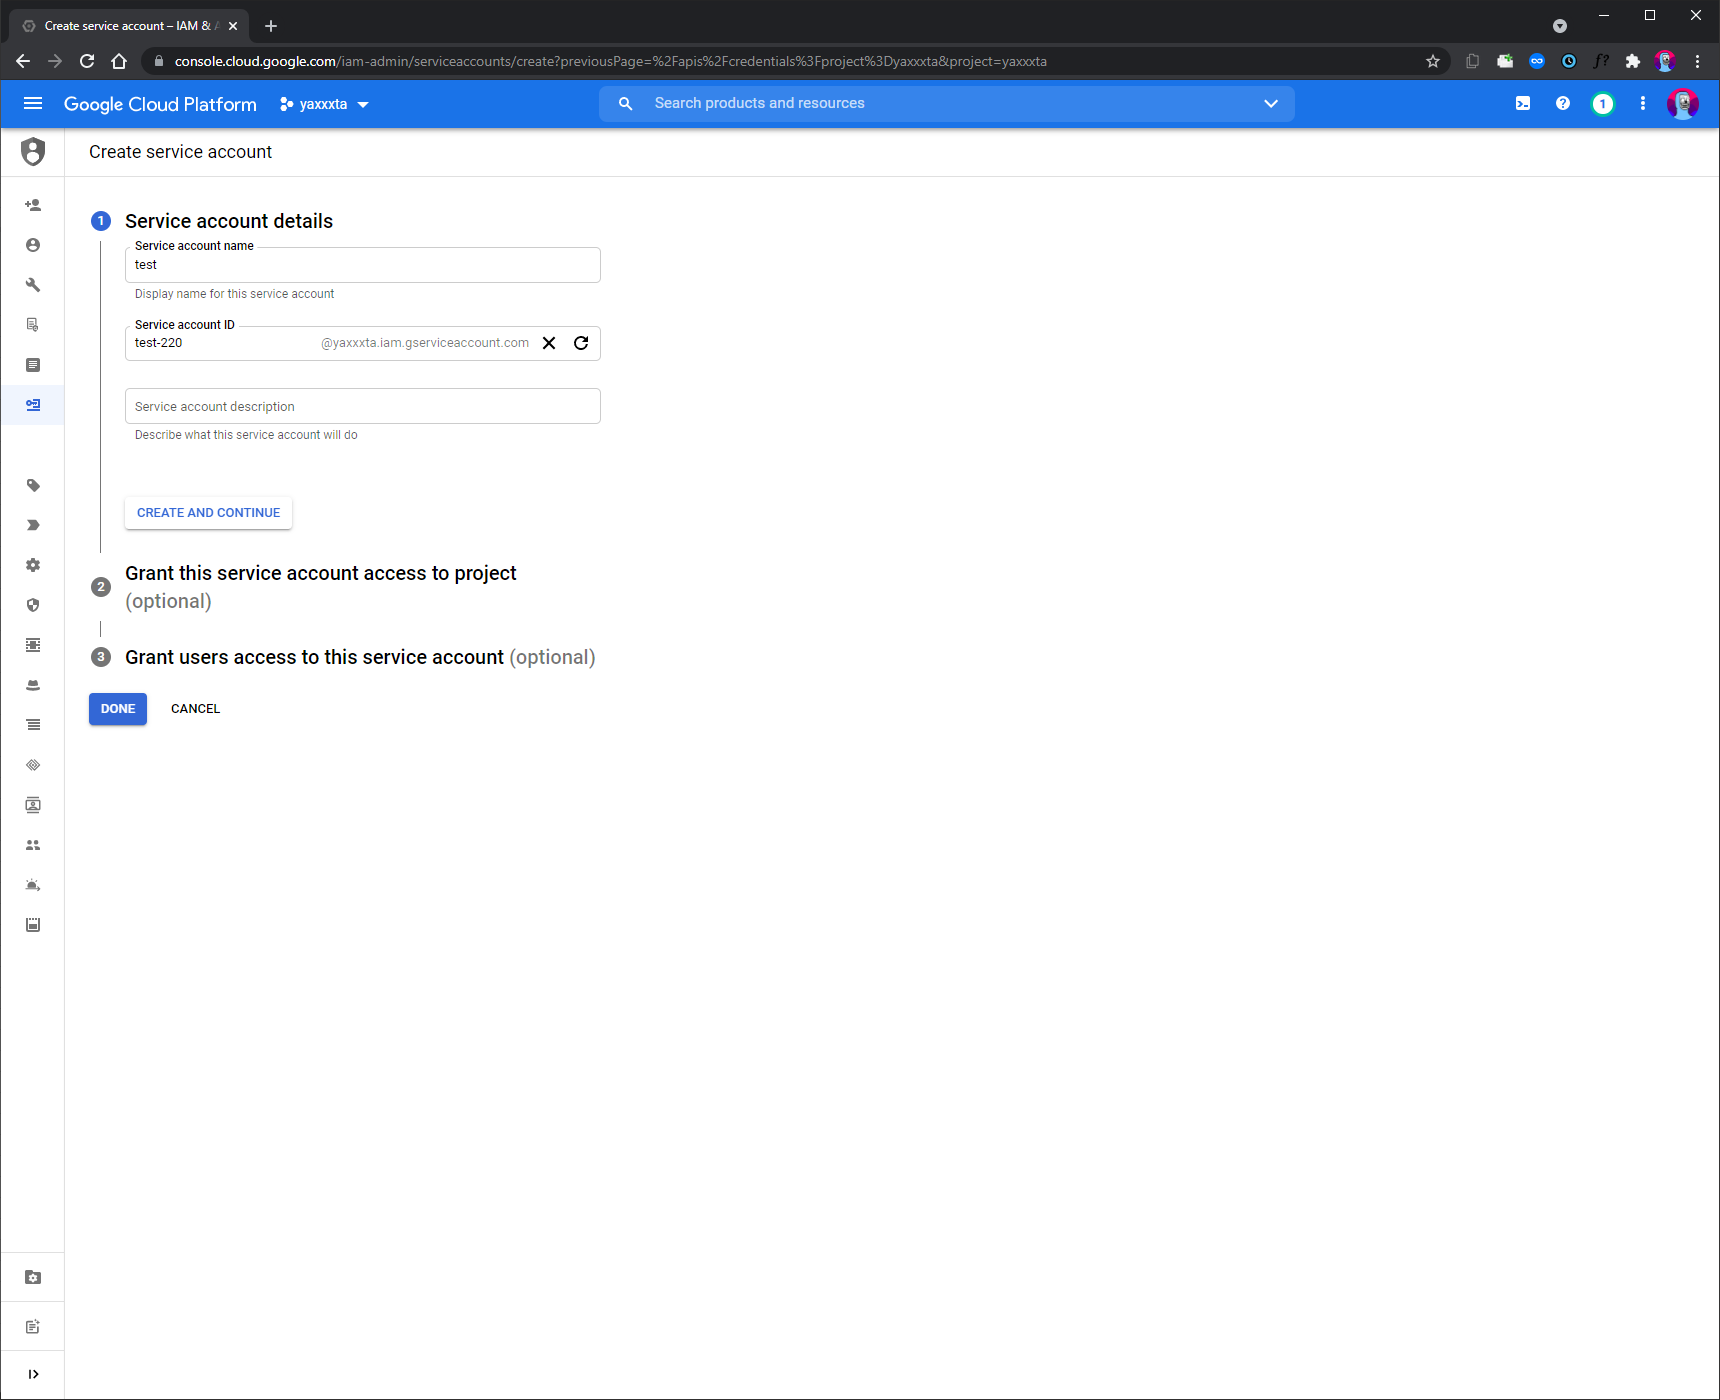 Create service account – IAM & A
console.cloud.google.com/iam-admin/serviceaccounts/create?previousPage=%2Fapis%2Fcredentials%3Fproject%3Dyaxxxta&project=yaxxxta
Google Cloud Platform
yaxxxta
Search products and resources
1
Create service account
1
Service account details
Service account name
test
Display name for this service account
Service account ID
test-220
@yaxxxta.iam.gserviceaccount.com
Service account description
Describe what this service account will do
CREATE AND CONTINUE
2
Grant this service account access to project
(optional)
3
Grant users access to this service account (optional)
DONE
CANCEL